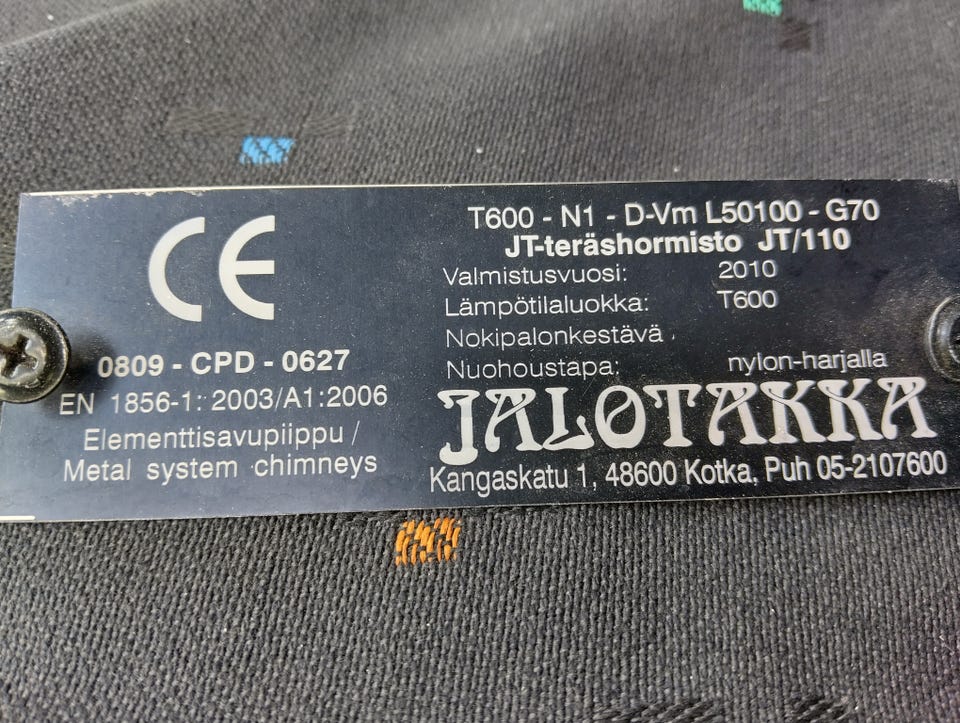 CE
0809 - CPD - 0627
EN 1856-1: 2003/A1:2006
Elementtisavupiippu /
Metal system chimneys
T600 - N1 - D-Vm L50100 - G70
JT-teräshormisto JT/110
Valmistusvuosi: 2010
Lämpötilaluokka: T600
Nokipalonkestävä
Nuohoustapa: nylon-harjalla
JALOTAKKA
Kangaskatu 1, 48600 Kotka, Puh 05-2107600